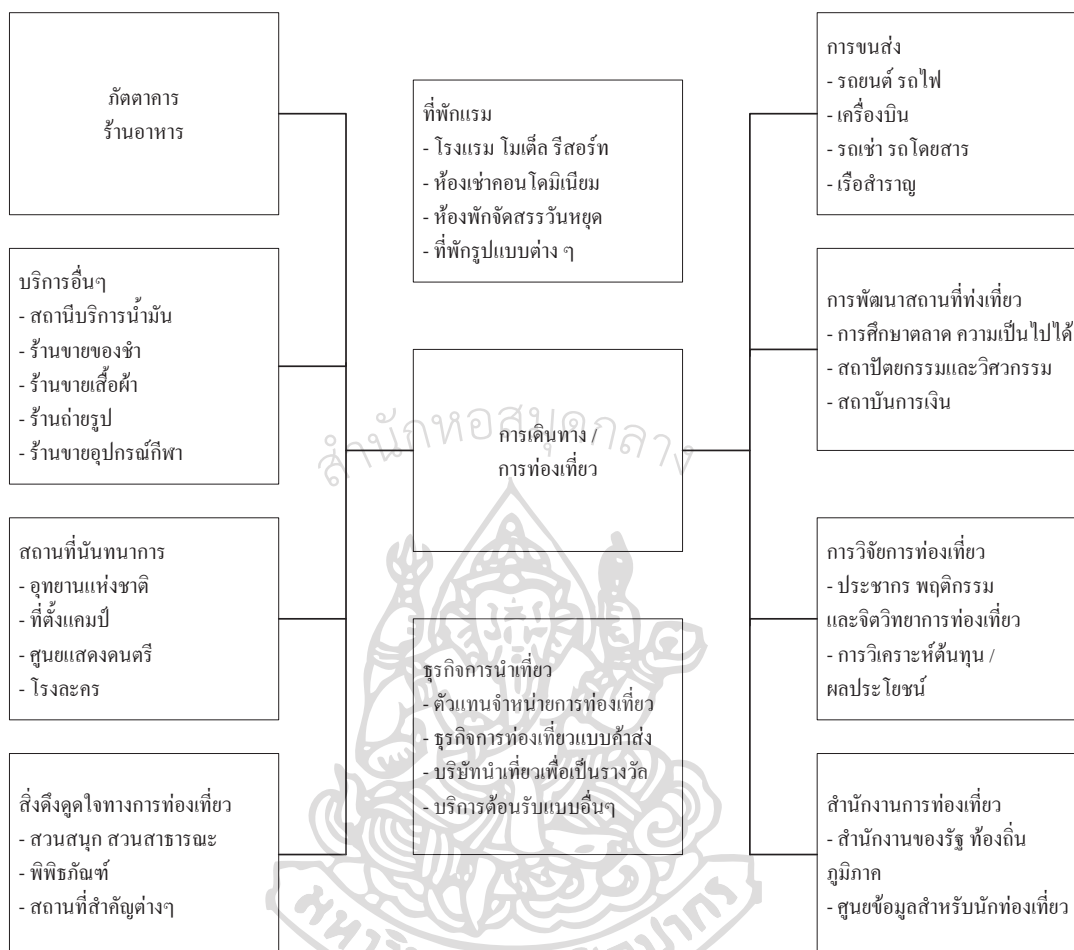 ภัตตาคาร
ร้านอาหาร
บริการอื่นๆ
- สถานีบริการน้ำมัน
- ร้านขายของชำ
- ร้านขายเสื้อผ้า
- ร้านถ่ายรูป
- ร้านขายอุปกรณ์กีฬา
สถานที่นันทนาการ
- อุทยานแห่งชาติ
- ที่ตั้งแคมป์
- ศูนยแสดงดนตรี
- โรงละคร
สิ่งดึงดูดใจทางการท่องเที่ยว
- สวนสนุก สวนสาธารณะ
- พิพิธภัณฑ์
- สถานที่สำคัญต่างๆ
ที่พักแรม
- โรงแรม โมเต็ล รีสอร์ท
- ห้องเช่าคอนโดมิเนียม
- ห้องพักจัดสรรวันหยุด
- ที่พักรูปแบบต่าง ๆ
การเดินทาง /
การท่องเที่ยว
ธุรกิจการนำเที่ยว
- ตัวแทนจำหน่ายการท่องเที่ยว
- ธุรกิจการท่องเที่ยวแบบค้าส่ง
- บริษัทนำเที่ยวเพื่อเป็นรางวัล
- บริการต้อนรับแบบอื่นๆ
การขนส่ง
- รถยนต์ รถไฟ
- เครื่องบิน
- รถเช่า รถโดยสาร
- เรือสำราญ
การพัฒนาสถานที่ท่งเที่ยว
- การศึกษาตลาด ความเป็นไปได้
- สถาปัตยกรรมและวิศวกรรม
- สถาบันการเงิน
การวิจัยการท่องเที่ยว
- ประชากร พฤติกรรม
และจิตวิทยาการท่องเที่ยว
- การวิเคราะห์ต้นทุน /
ผลประโยชน์
สำนักงานการท่องเที่ยว
- สำนักงานของรัฐ ท้องถิ่น
ภูมิภาค
- ศูนยข้อมูลสำหรับนักท่องเที่ยว
สำนักหอสมุดกลาง